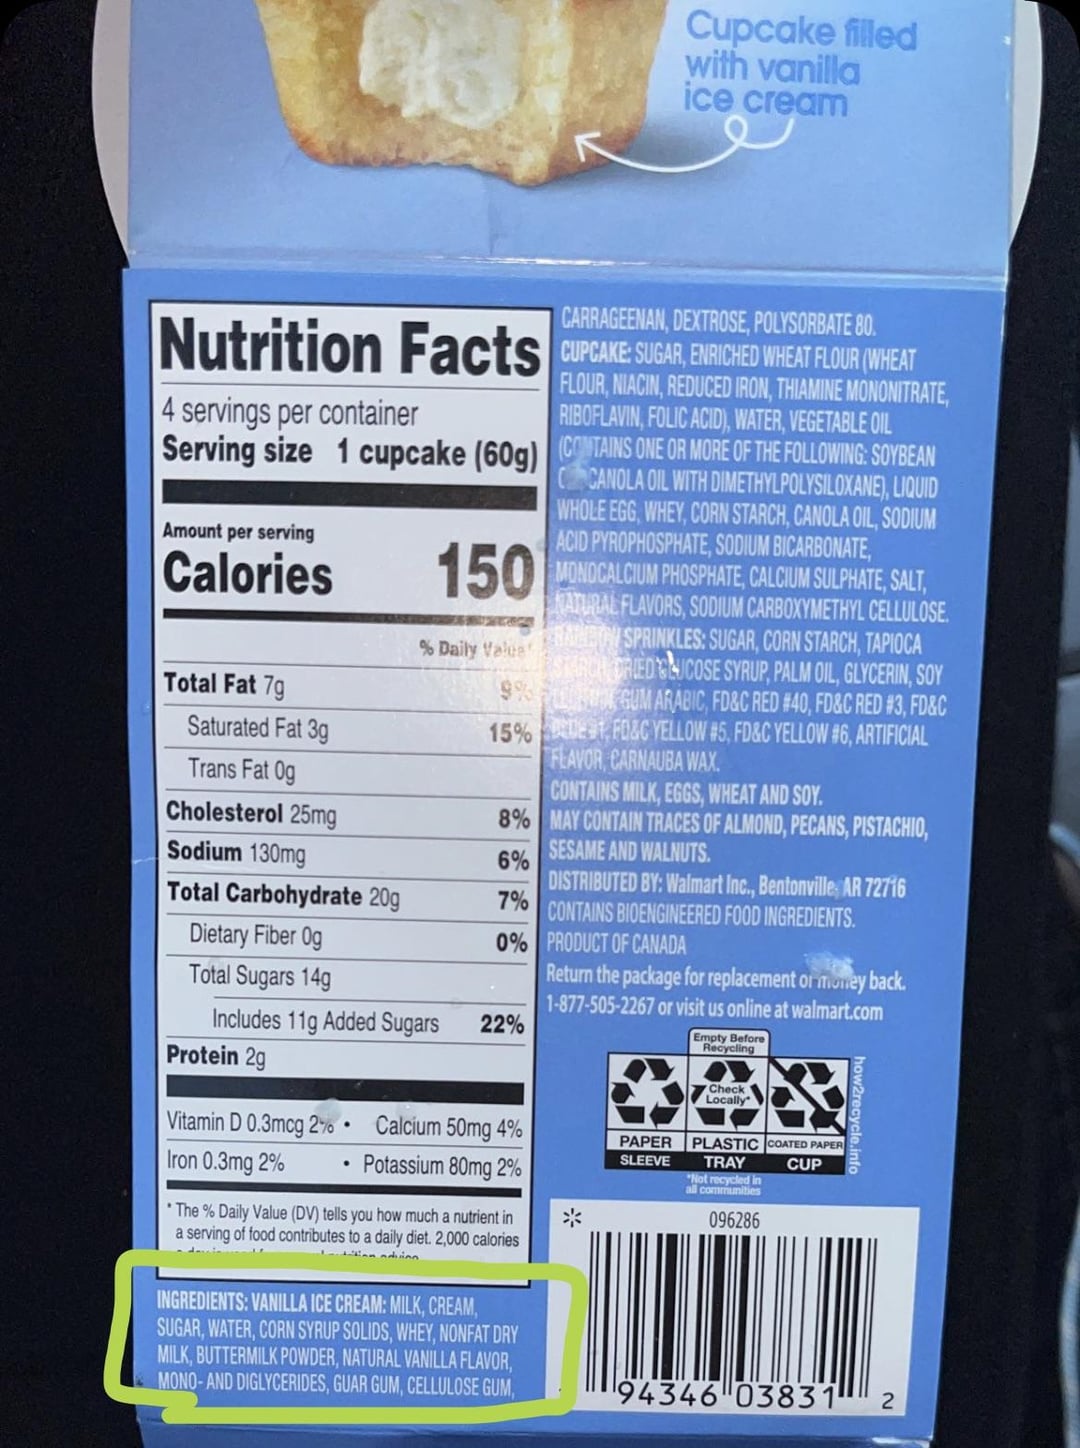 Cupcake filled
with vanilla
ice cream
Nutrition Facts
4 servings per container
Serving size 1 cupcake (60g)
Amount per serving
Calories 150
% Daily Value*
Total Fat 7g 9%
Saturated Fat 3g 15%
Trans Fat 0g
Cholesterol 25mg 8%
Sodium 130mg 6%
Total Carbohydrate 20g 7%
Dietary Fiber 0g 0%
Total Sugars 14g
Includes 11g Added Sugars 22%
Protein 2g
Vitamin D 0.3mcg 2% • Calcium 50mg 4%
Iron 0.3mg 2% • Potassium 80mg 2%
* The % Daily Value (DV) tells you how much a nutrient in
a serving of food contributes to a daily diet. 2,000 calories
INGREDIENTS: VANILLA ICE CREAM: MILK, CREAM,
SUGAR, WATER, CORN SYRUP SOLIDS, WHEY, NONFAT DRY
MILK, BUTTERMILK POWDER, NATURAL VANILLA FLAVOR,
MONO- AND DIGLYCERIDES, GUAR GUM, CELLULOSE GUM,
CARRAGEENAN, DEXTROSE, POLYSORBATE 80.
CUPCAKE: SUGAR, ENRICHED WHEAT FLOUR (WHEAT
FLOUR, NIACIN, REDUCED IRON, THIAMINE MONONITRATE,
RIBOFLAVIN, FOLIC ACID), WATER, VEGETABLE OIL
(CONTAINS ONE OR MORE OF THE FOLLOWING: SOYBEAN
CANOLA OIL WITH DIMETHYLPOLYSILOXANE), LIQUID
WHOLE EGG, WHEY, CORN STARCH, CANOLA OIL, SODIUM
ACID PYROPHOSPHATE, SODIUM BICARBONATE,
MONOCALCIUM PHOSPHATE, CALCIUM SULPHATE, SALT,
NATURAL FLAVORS, SODIUM CARBOXYMETHYL CELLULOSE.
SPRINKLES: SUGAR, CORN STARCH, TAPIOCA
DRIED GLUCOSE SYRUP, PALM OIL, GLYCERIN, SOY
GUM ARABIC, FD&C RED #40, FD&C RED #3, FD&C
FD&C YELLOW #5, FD&C YELLOW #6, ARTIFICIAL
FLAVOR, CARNAUBA WAX.
CONTAINS MILK, EGGS, WHEAT AND SOY.
MAY CONTAIN TRACES OF ALMOND, PECANS, PISTACHIO,
SESAME AND WALNUTS.
DISTRIBUTED BY: Walmart Inc., Bentonville, AR 72716
CONTAINS BIOENGINEERED FOOD INGREDIENTS.
PRODUCT OF CANADA
Return the package for replacement or money back.
1-877-505-2267 or visit us online at walmart.com
Empty Before
Recycling
Check
Locally*
PAPER PLASTIC COATED PAPER
SLEEVE TRAY CUP
*Not recycled in
all communities
how2recycle.info
096286
94346 03831 2